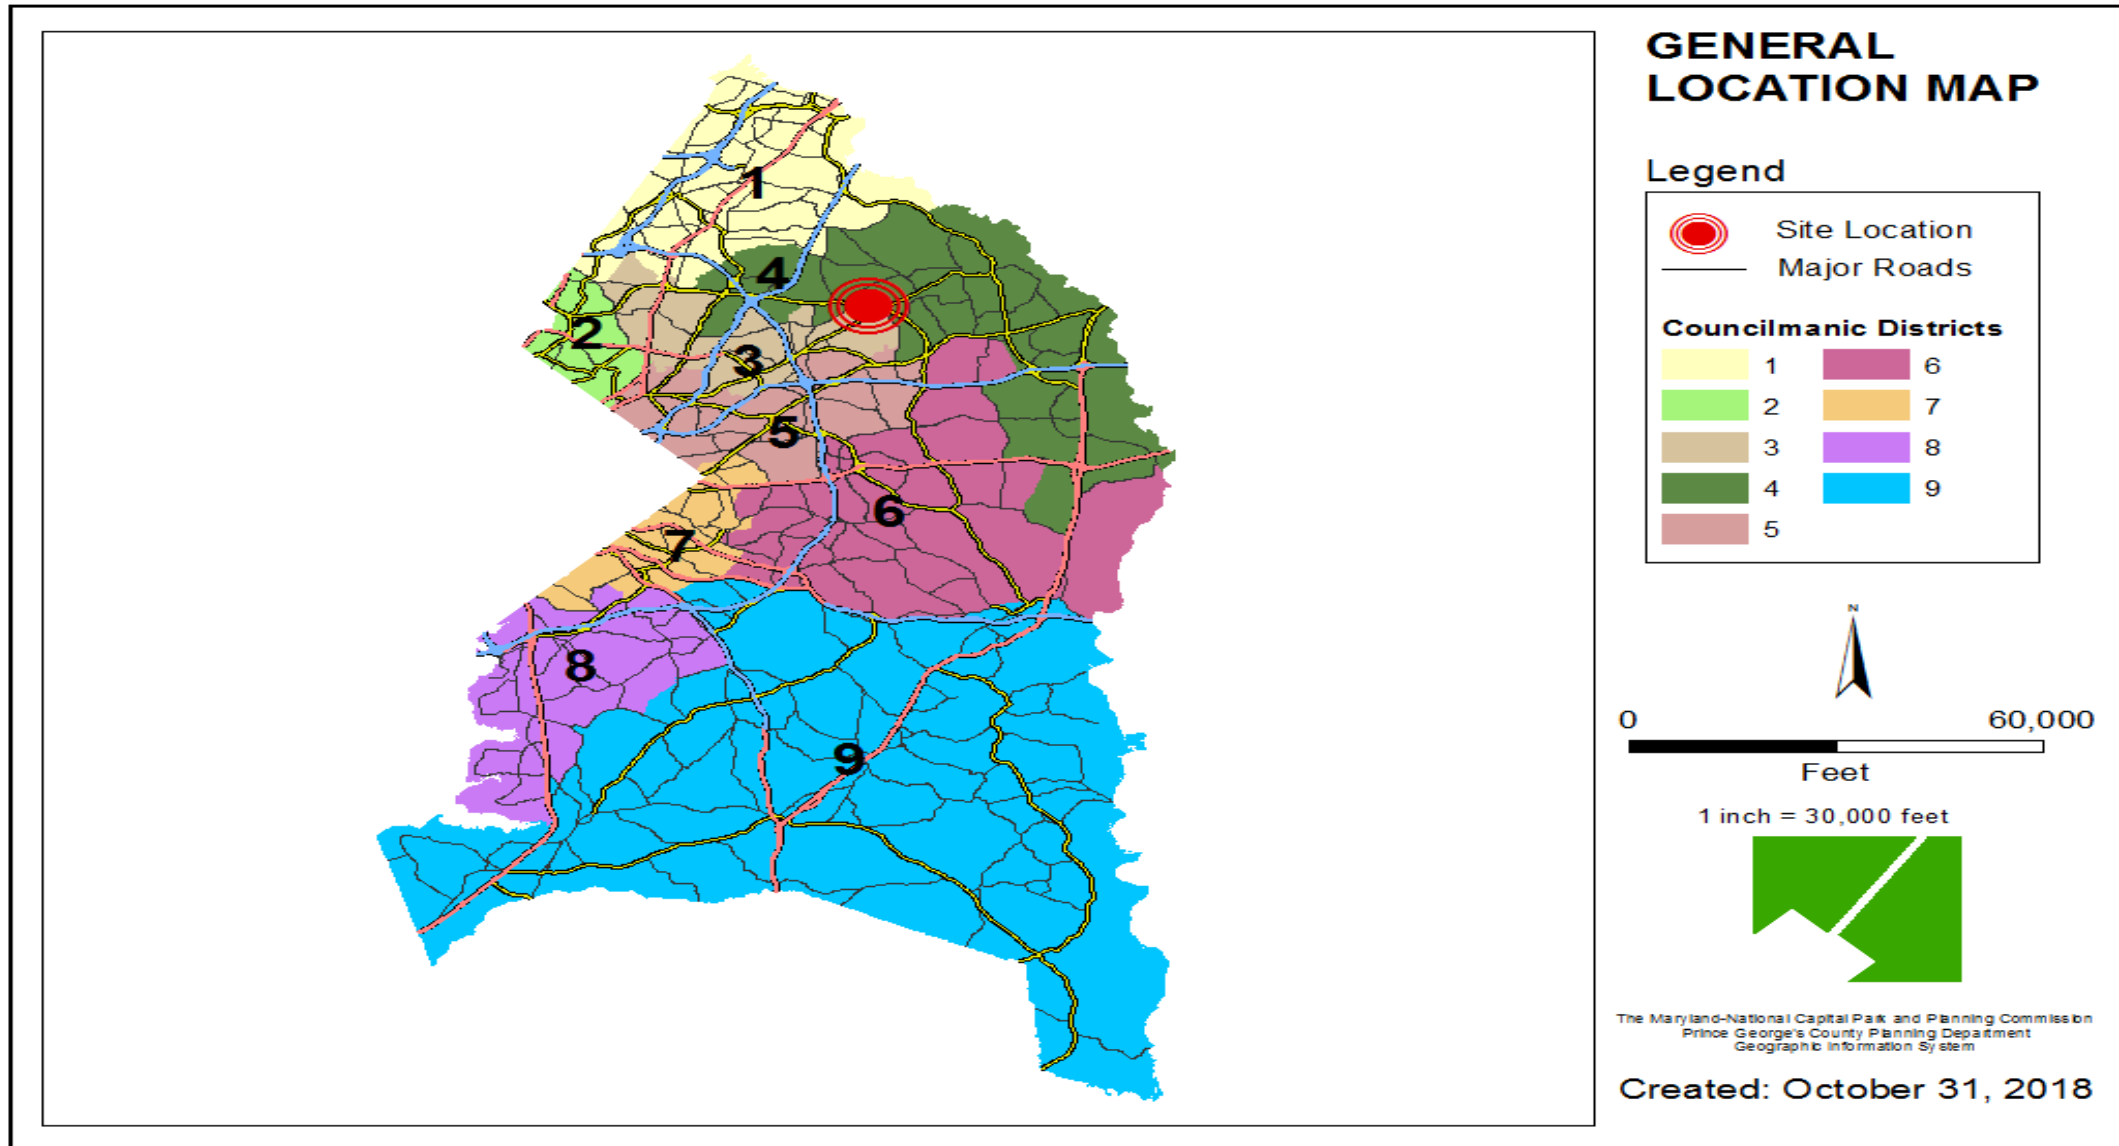 GENERAL
LOCATION MAP
Legend
Site Location
Major Roads
Councilmanic Districts
1 6
2 7
3 8
4 9
5
N
0 60,000
Feet
1 inch = 30,000 feet
The Maryland-National Capital Park and Planning Commission
Prince George's County Planning Department
Geographic Information System
Created: October 31, 2018
1
4
2
3
5
6
7
8
9